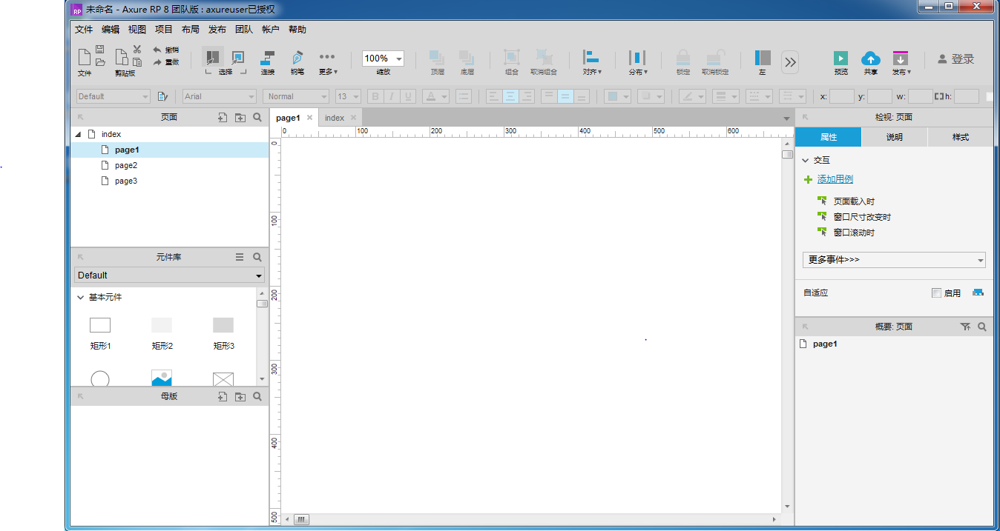 未命名 - Axure RP 8 团队版 : axureuser已授权
文件 编辑 视图 项目 布局 发布 团队 帐户 帮助
撤销
重做
100%
登录
文件 剪贴板 选择 连接 钢笔 更多▾ 缩放 顶层 底层 组合 取消组合 对齐▾ 分布▾ 锁定 取消锁定 左 预览 共享 发布▾
Default Arial Normal 13 B I U A x: y: w: h:
页面
index
page1
page2
page3
元件库
Default
基本元件
矩形1 矩形2 矩形3
母版
page1 index
0 100 200 300 400 500 600
0
100
200
300
400
500
检视: 页面
属性 说明 样式
交互
添加用例
页面载入时
窗口尺寸改变时
窗口滚动时
更多事件>>>
自适应 启用
概要: 页面
page1